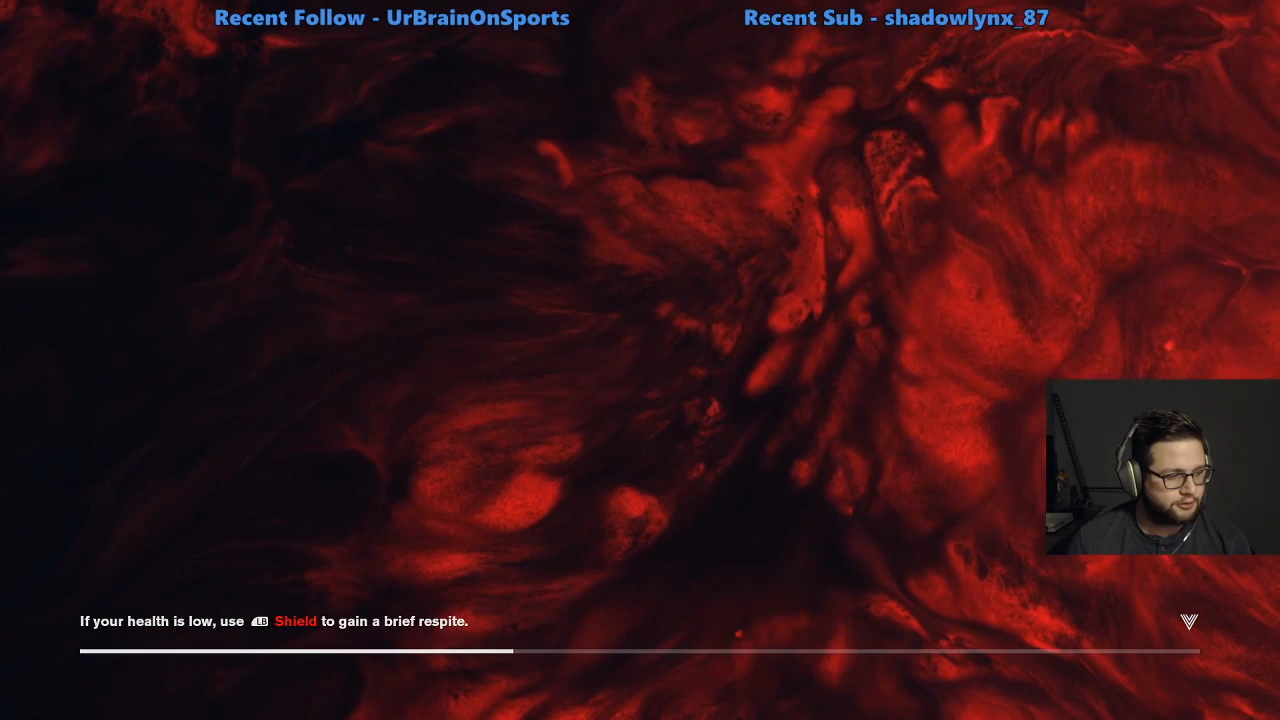 Recent Follow - UrBrainOnSports
Recent Sub - shadowlynx_87
If your health is low, use LB Shield to gain a brief respite.